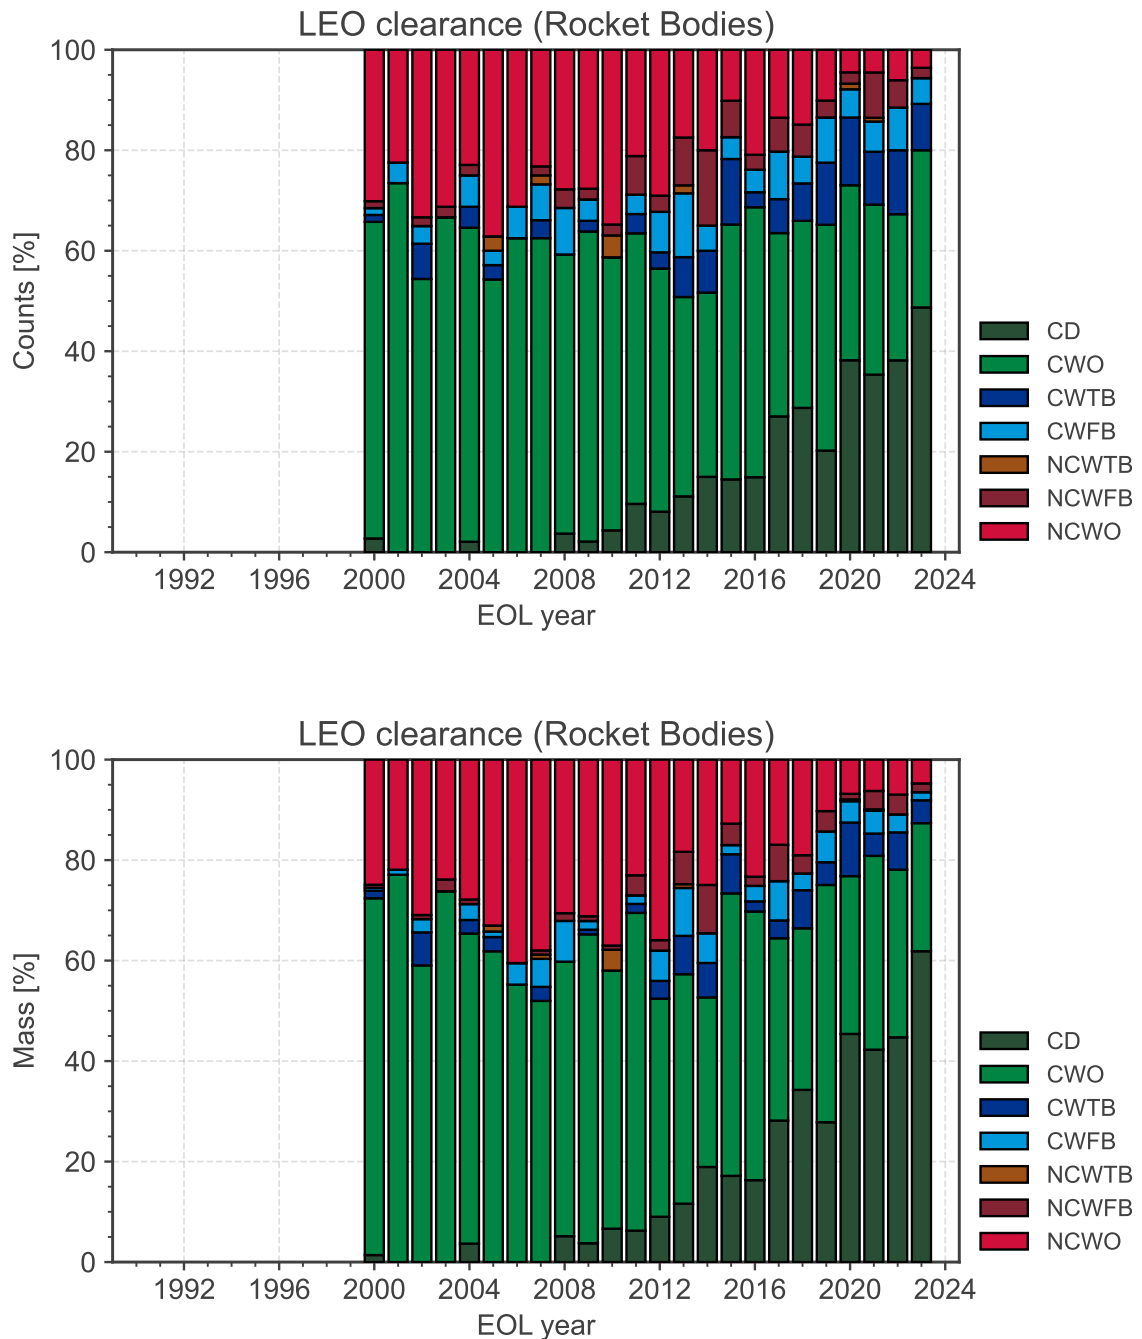 LEO clearance (Rocket Bodies)
100
80
60
40
20
0
Counts [%]
1992 1996 2000 2004 2008 2012 2016 2020 2024
EOL year
CD
CWO
CWTB
CWFB
NCWTB
NCWFB
NCWO
LEO clearance (Rocket Bodies)
100
80
60
40
20
0
Mass [%]
1992 1996 2000 2004 2008 2012 2016 2020 2024
EOL year
CD
CWO
CWTB
CWFB
NCWTB
NCWFB
NCWO